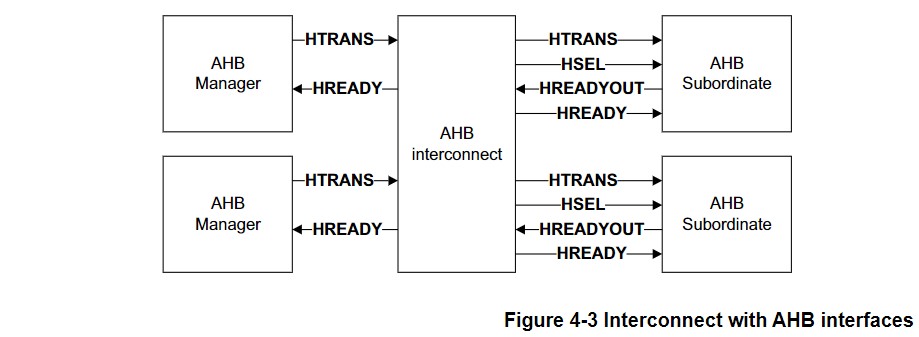 AHB
Manager
HTRANS
HREADY
AHB
interconnect
HTRANS
HSEL
HREADYOUT
HREADY
AHB
Subordinate
AHB
Manager
HTRANS
HREADY
HTRANS
HSEL
HREADYOUT
HREADY
AHB
Subordinate
Figure 4-3 Interconnect with AHB interfaces